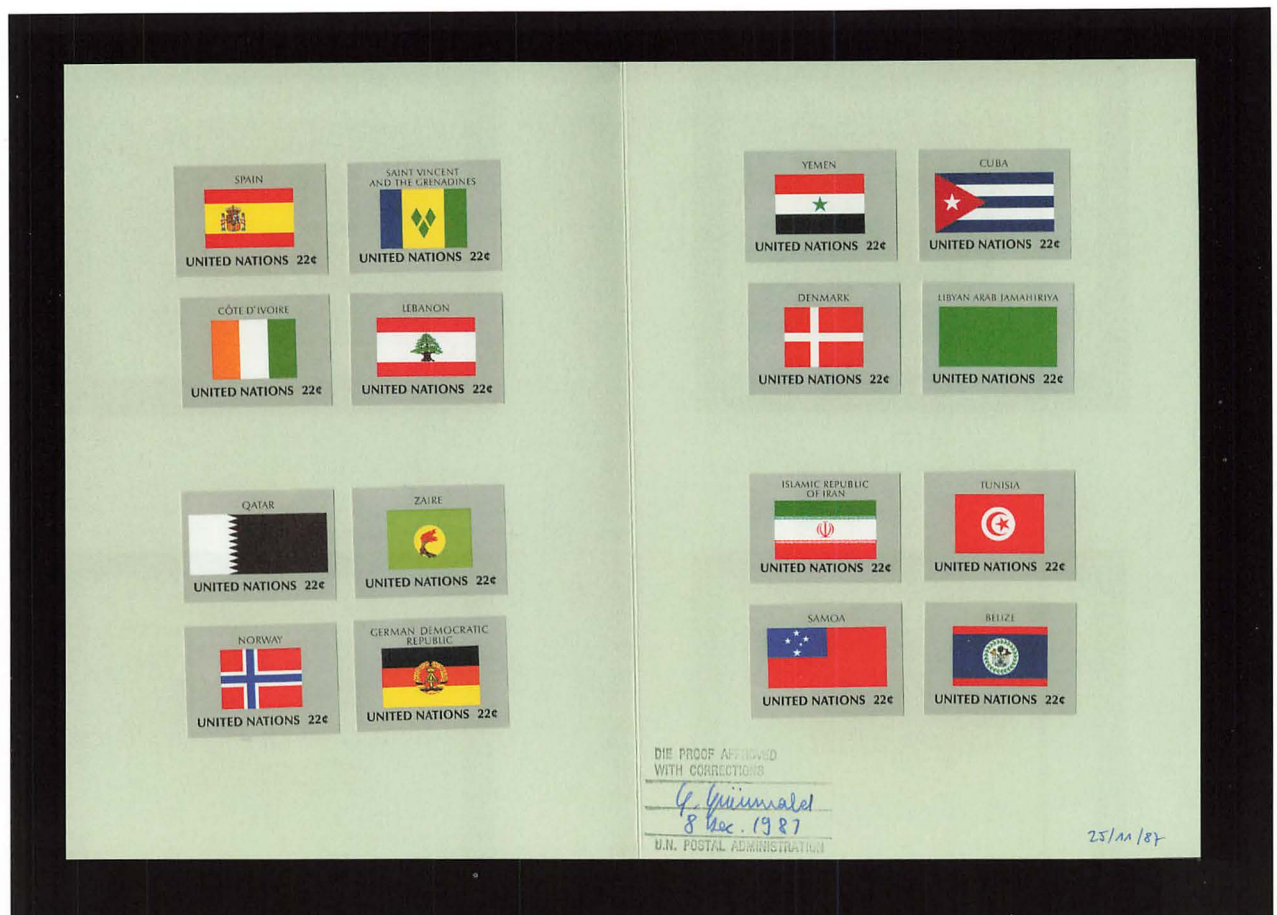 SPAIN
UNITED NATIONS 22¢
SAINT VINCENT
AND THE GRENADINES
UNITED NATIONS 22¢
CÔTE D'IVOIRE
UNITED NATIONS 22¢
LEBANON
UNITED NATIONS 22¢
QATAR
UNITED NATIONS 22¢
ZAIRE
UNITED NATIONS 22¢
NORWAY
UNITED NATIONS 22¢
GERMAN DEMOCRATIC
REPUBLIC
UNITED NATIONS 22¢
YEMEN
UNITED NATIONS 22¢
CUBA
UNITED NATIONS 22¢
DENMARK
UNITED NATIONS 22¢
LIBYAN ARAB JAMAHIRIYA
UNITED NATIONS 22¢
ISLAMIC REPUBLIC
OF IRAN
UNITED NATIONS 22¢
TUNISIA
UNITED NATIONS 22¢
SAMOA
UNITED NATIONS 22¢
BELIZE
UNITED NATIONS 22¢
DIE PROOF APPROVED
WITH CORRECTIONS
G. Grünwald
8 Dec. 1987
U.N. POSTAL ADMINISTRATION
25/11/87